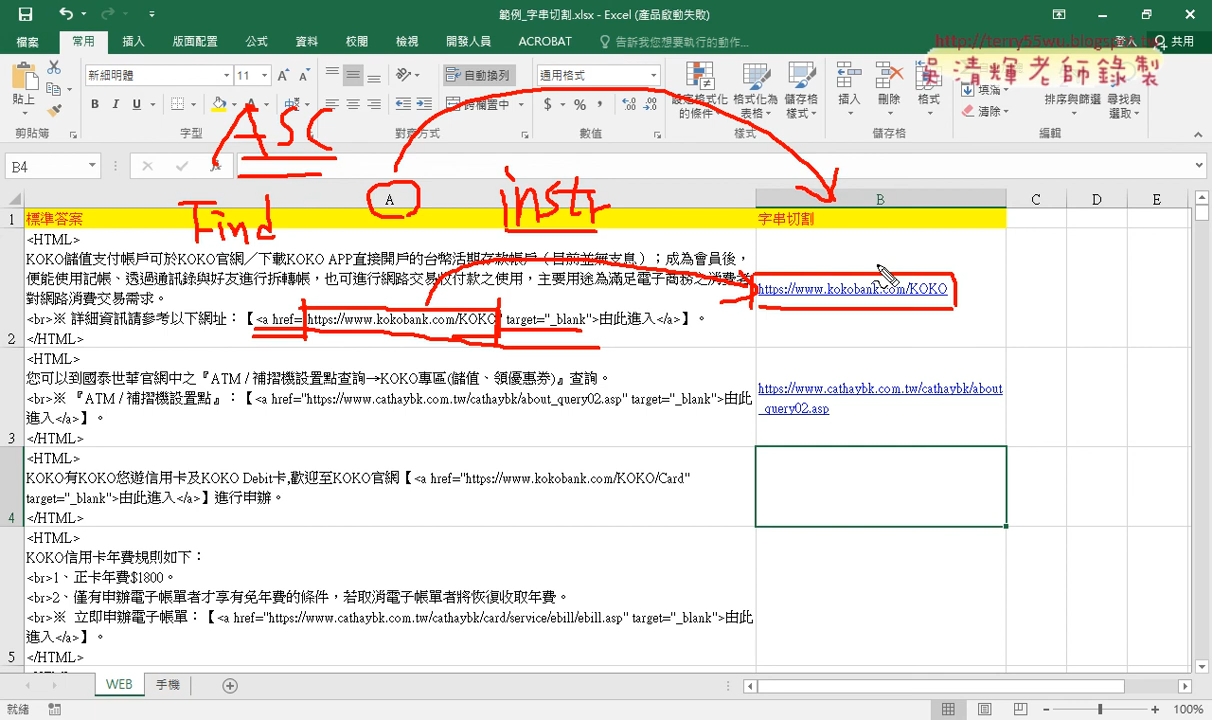 範例_字串切割.xlsx - Excel (產品啟動失敗)
檔案 常用 插入 版面配置 公式 資料 校閱 檢視 開發人員 ACROBAT 告訴我您想要執行的動作... 登入 共用
http://terry55wu.blogspot.tw
吳清輝老師錄製
新細明體 11 自動換列 通用格式
貼上 B I U 跨欄置中 $ % , 設定格式化的條件 格式化為表格 儲存格樣式 插入 刪除 格式 填滿 清除 排序與篩選 尋找與選取
剪貼簿 字型 對齊方式 數值 樣式 儲存格 編輯
ASC
Find
instr
B4 fx
A B C D E
1 標準答案 字串切割
<HTML>
KOKO儲值支付帳戶可於KOKO官網／下載KOKO APP直接開戶的台幣活期存款帳戶（目前並無支息）；成為會員後，
便能使用記帳、透過通訊錄與好友進行拆轉帳，也可進行網路交易收付款之使用，主要用途為滿足電子商務之消費者
對網路消費交易需求。
<br>※ 詳細資訊請參考以下網址：【<a href="https://www.kokobank.com/KOKO" target="_blank">由此進入</a>】。
2 </HTML>
https://www.kokobank.com/KOKO
<HTML>
您可以到國泰世華官網中之『ATM / 補摺機設置點查詢→KOKO專區(儲值、領優惠券)』查詢。
<br>※『ATM / 補摺機設置點』：【<a href="https://www.cathaybk.com.tw/cathaybk/about_query02.asp" target="_blank">由此
進入</a>】。
3 </HTML>
https://www.cathaybk.com.tw/cathaybk/about
_query02.asp
<HTML>
KOKO有KOKO悠遊信用卡及KOKO Debit卡,歡迎至KOKO官網【<a href="https://www.kokobank.com/KOKO/Card"
target="_blank">由此進入</a>】進行申辦。
4 </HTML>
<HTML>
KOKO信用卡年費規則如下：
<br>1、正卡年費$1800。
<br>2、僅有申辦電子帳單者才享有免年費的條件，若取消電子帳單者將恢復收取年費。
<br>※ 立即申辦電子帳單：【<a href="https://www.cathaybk.com.tw/cathaybk/card/service/ebill/ebill.asp" target="_blank">由此
進入</a>】。
5 </HTML>
WEB 手機
就緒 100%